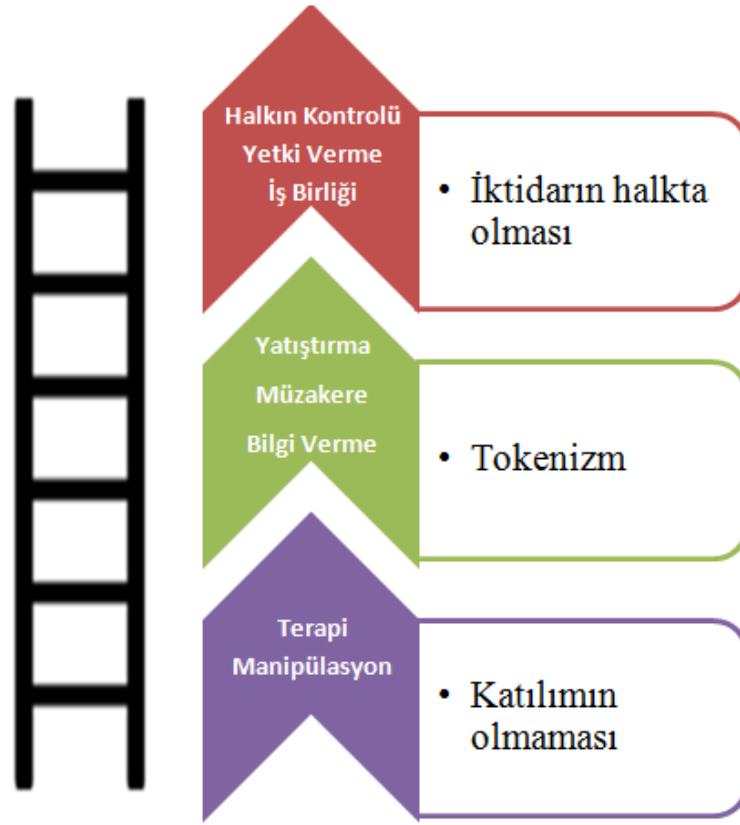 Halkın Kontrolü
Yetki Verme
İş Birliği
• İktidarın halkta
olması
Yatıştırma
Müzakere
Bilgi Verme
• Tokenizm
Terapi
Manipülasyon
• Katılımın
olmaması